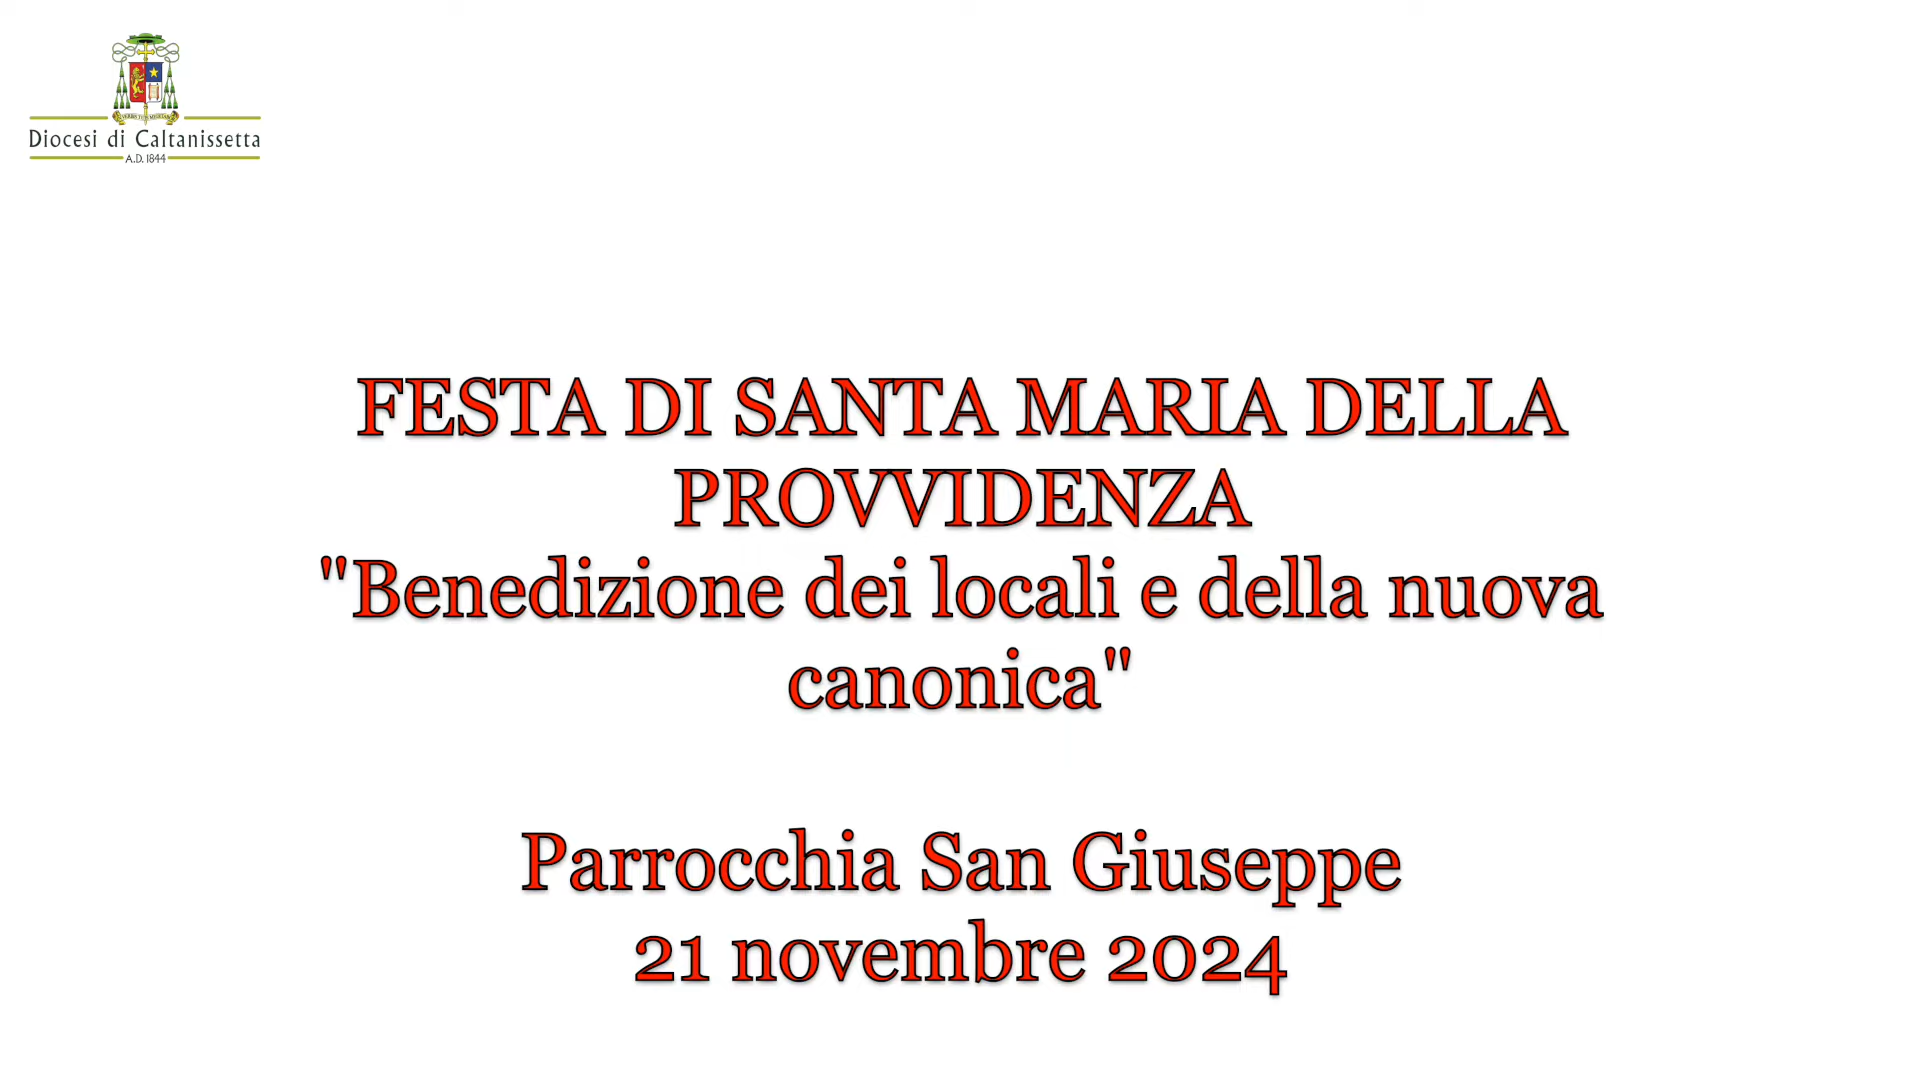 Diocesi di Caltanissetta
A.D. 1844
FESTA DI SANTA MARIA DELLA
PROVVIDENZA
"Benedizione dei locali e della nuova
canonica"
Parrocchia San Giuseppe
21 novembre 2024